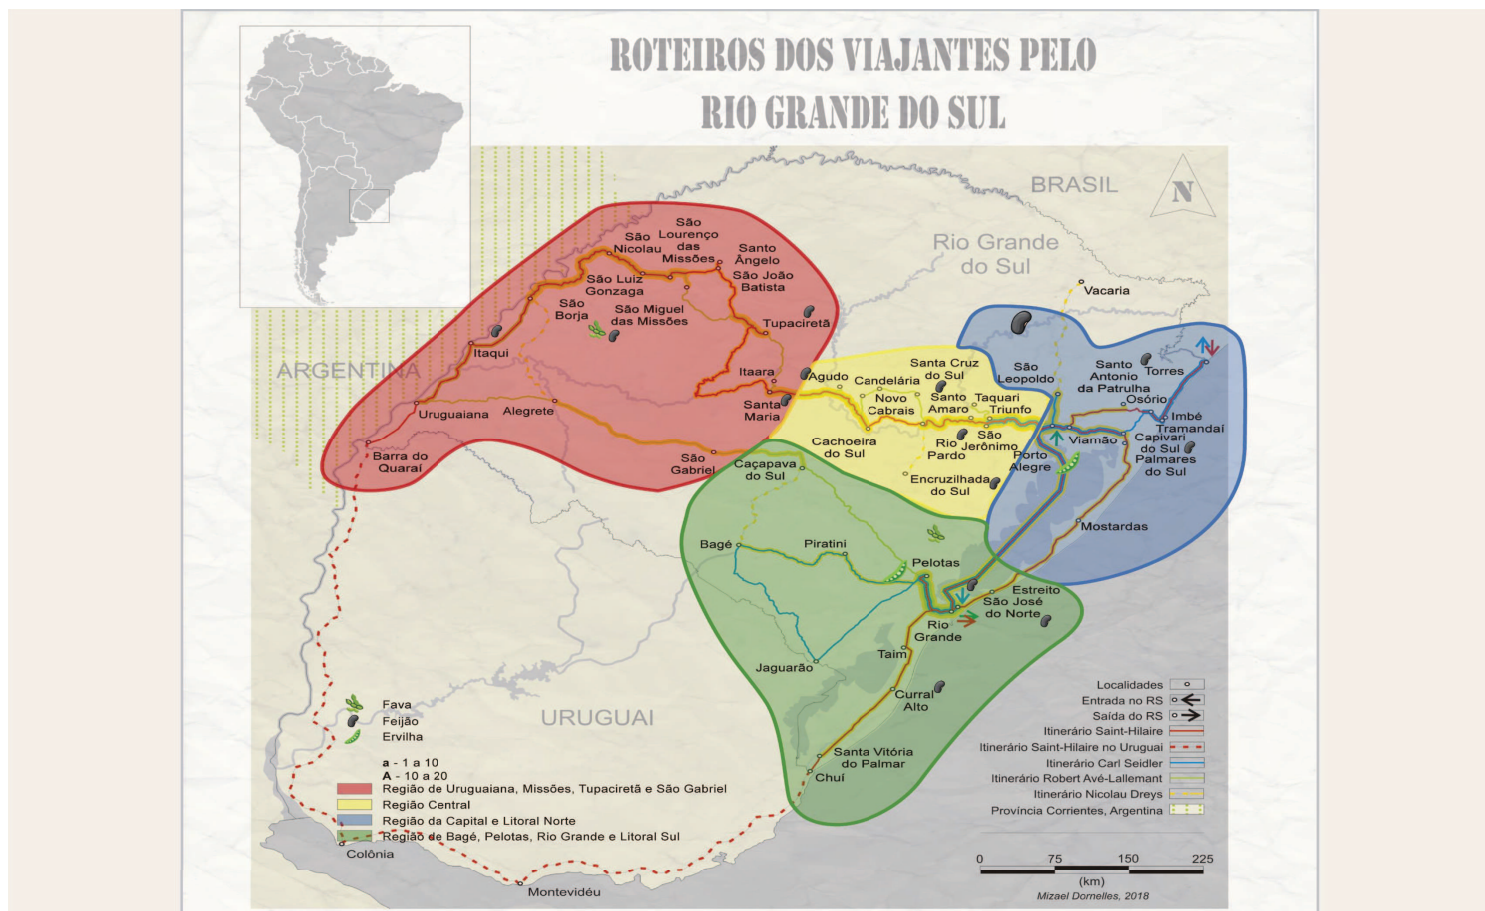 ROTEIROS DOS VIAJANTES PELO
RIO GRANDE DO SUL
BRASIL
N
Rio Grande
do Sul
Vacaria
São
Lourenço
das
Missões
São
Nicolau
Santo
Ângelo
São João
Batista
São Luiz
Gonzaga
São
Borja
São Miguel
das Missões
Tupaciretã
Itaqui
ARGENTINA
Itaara
Santa
Maria
Uruguaiana
Alegrete
Barra do
Quaraí
São
Gabriel
Agudo
Candelária
Santa Cruz
do Sul
Novo
Cabrais
Santo
Amaro
Taquari
Triunfo
Cachoeira
do Sul
Rio
Pardo
São
Jerônimo
Encruzilhada
do Sul
São
Leopoldo
Santo
Antonio
da Patrulha
Torres
Osório
Imbé
Tramandaí
Viamão
Capivari
do Sul
Palmares
do Sul
Porto
Alegre
Mostardas
Caçapava
do Sul
Bagé
Piratini
Pelotas
Estreito
São José
do Norte
Rio
Grande
Taim
Jaguarão
Curral
Alto
Santa Vitória
do Palmar
Chuí
URUGUAI
Colônia
Montevidéu
Fava
Feijão
Ervilha
a - 1 a 10
A - 10 a 20
Região de Uruguaiana, Missões, Tupaciretã e São Gabriel
Região Central
Região da Capital e Litoral Norte
Região de Bagé, Pelotas, Rio Grande e Litoral Sul
Localidades
Entrada no RS
Saída do RS
Itinerário Saint-Hilaire
Itinerário Saint-Hilaire no Uruguai
Itinerário Carl Seidler
Itinerário Robert Avé-Lallemant
Itinerário Nicolau Dreys
Província Corrientes, Argentina
0 75 150 225
(km)
Mizael Dornelles, 2018